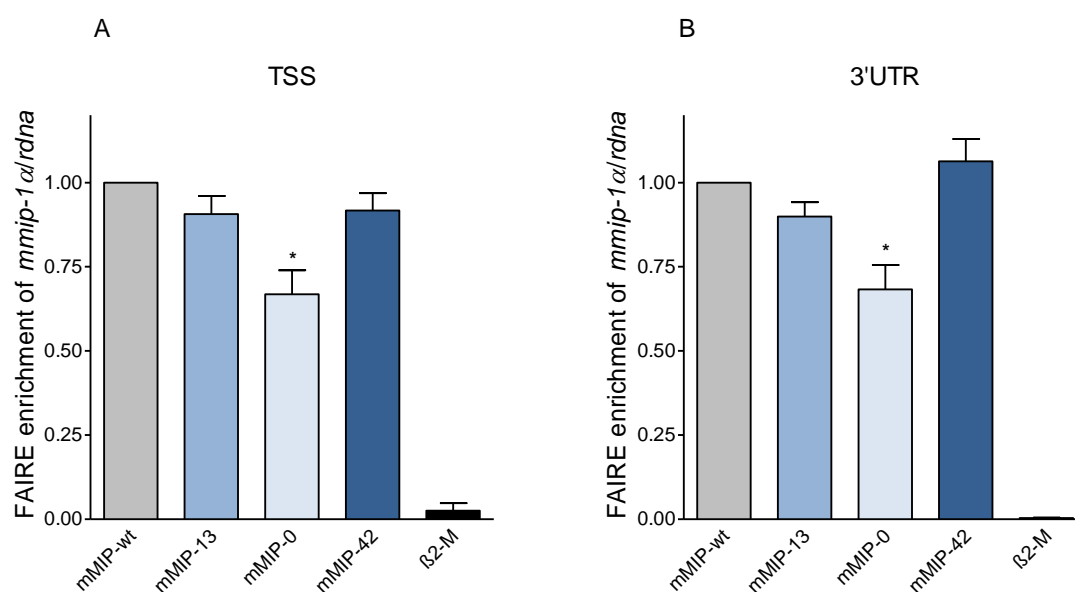 A
TSS
FAIRE enrichment of mmip-1α/rdna
1.00
0.75
0.50
0.25
0.00
*
mMIP-wt
mMIP-13
mMIP-0
mMIP-42
ß2-M
B
3'UTR
FAIRE enrichment of mmip-1α/rdna
1.00
0.75
0.50
0.25
0.00
*
mMIP-wt
mMIP-13
mMIP-0
mMIP-42
ß2-M